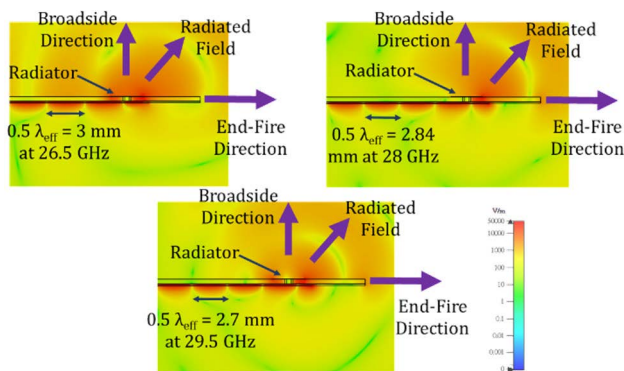 Broadside
Direction
Radiated
Field
Radiator
0.5 λeff = 3 mm
at 26.5 GHz
End-Fire
Direction
Broadside
Direction
Radiated
Field
Radiator
0.5 λeff = 2.84
mm at 28 GHz
End-Fire
Direction
Broadside
Direction
Radiated
Field
Radiator
0.5 λeff = 2.7 mm
at 29.5 GHz
End-Fire
Direction
V/m
10000
1000
100
10
1
0.1
0.01
0.001
0